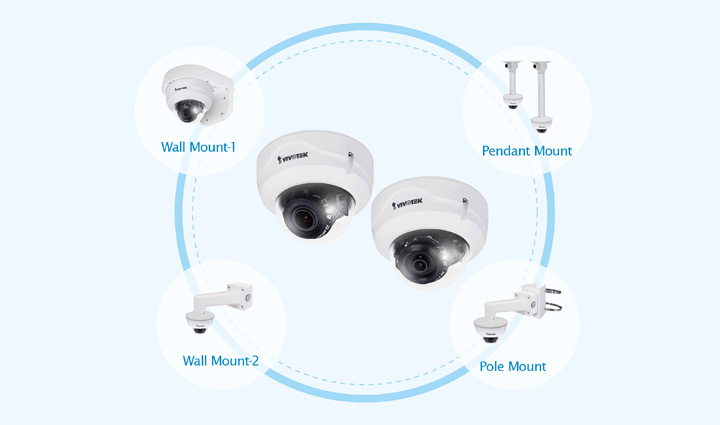 Wall Mount-1
Pendant Mount
VIVOTEK
VIVOTEK
Wall Mount-2
Pole Mount